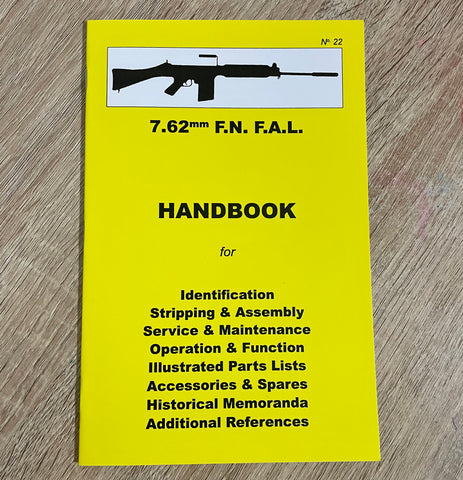 No. 22
7.62mm F.N. F.A.L.
HANDBOOK
for
Identification
Stripping & Assembly
Service & Maintenance
Operation & Function
Illustrated Parts Lists
Accessories & Spares
Historical Memoranda
Additional References